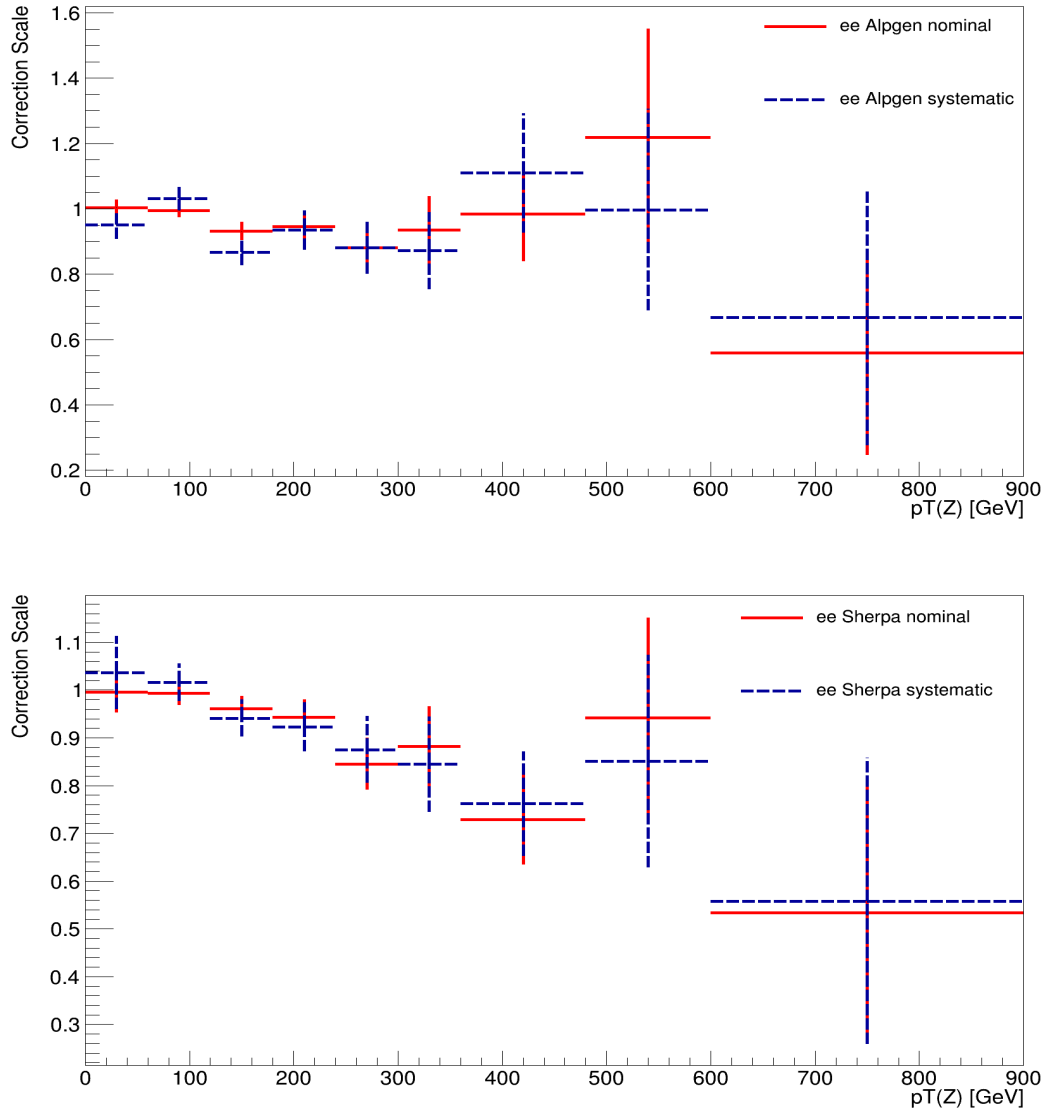 Correction Scale
1.6
1.4
1.2
1
0.8
0.6
0.4
0.2
ee Alpgen nominal
ee Alpgen systematic
0 100 200 300 400 500 600 700 800 900
pT(Z) [GeV]
Correction Scale
1.1
1
0.9
0.8
0.7
0.6
0.5
0.4
0.3
ee Sherpa nominal
ee Sherpa systematic
0 100 200 300 400 500 600 700 800 900
pT(Z) [GeV]